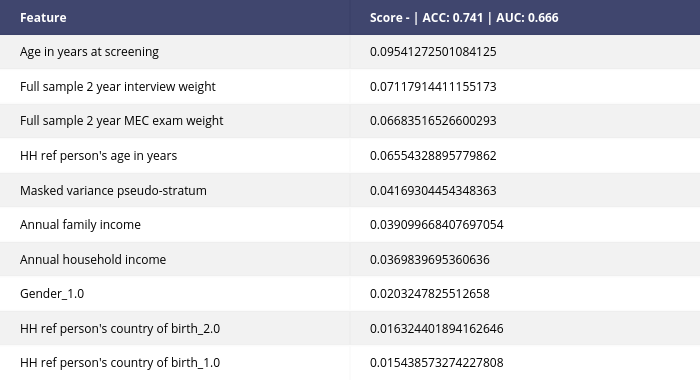 Feature Score - | ACC: 0.741 | AUC: 0.666
Age in years at screening 0.09541272501084125
Full sample 2 year interview weight 0.07117914411155173
Full sample 2 year MEC exam weight 0.06683516526600293
HH ref person's age in years 0.06554328895779862
Masked variance pseudo-stratum 0.04169304454348363
Annual family income 0.039099668407697054
Annual household income 0.0369839695360636
Gender_1.0 0.0203247825512658
HH ref person's country of birth_2.0 0.016324401894162646
HH ref person's country of birth_1.0 0.015438573274227808